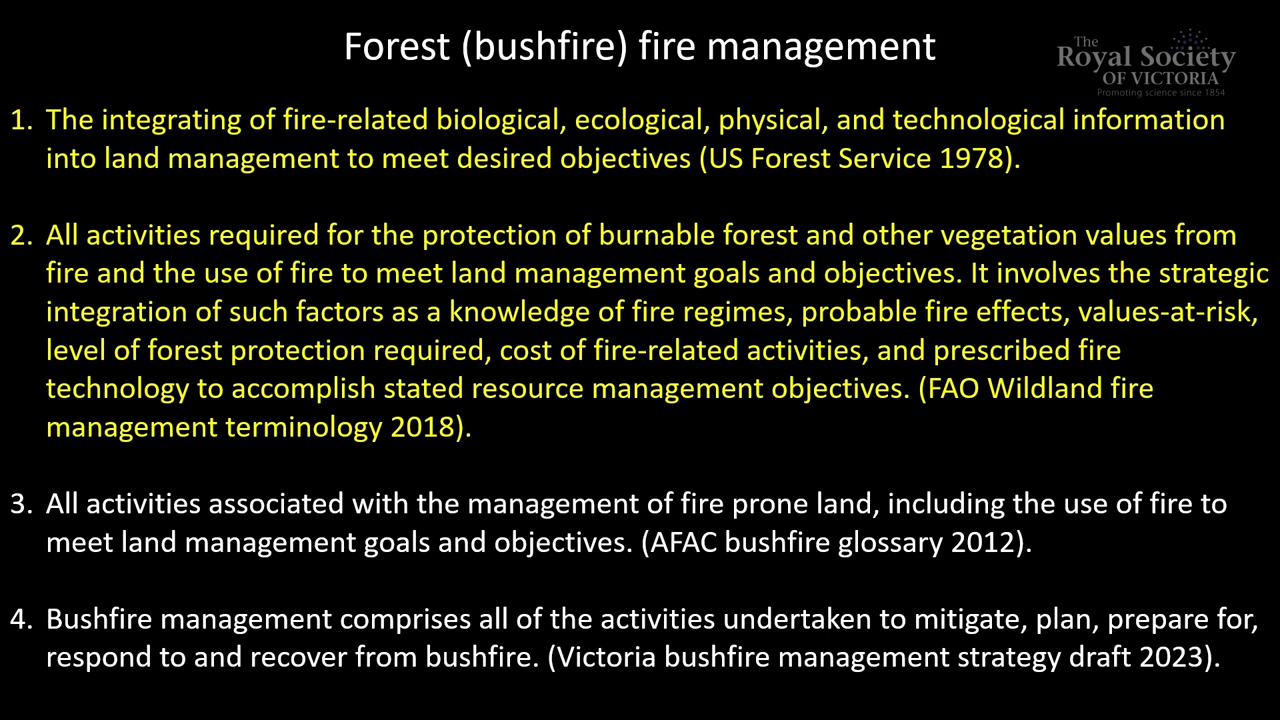 Forest (bushfire) fire management
The
Royal Society
OF VICTORIA
Promoting science since 1854
1. The integrating of fire-related biological, ecological, physical, and technological information
into land management to meet desired objectives (US Forest Service 1978).
2. All activities required for the protection of burnable forest and other vegetation values from
fire and the use of fire to meet land management goals and objectives. It involves the strategic
integration of such factors as a knowledge of fire regimes, probable fire effects, values-at-risk,
level of forest protection required, cost of fire-related activities, and prescribed fire
technology to accomplish stated resource management objectives. (FAO Wildland fire
management terminology 2018).
3. All activities associated with the management of fire prone land, including the use of fire to
meet land management goals and objectives. (AFAC bushfire glossary 2012).
4. Bushfire management comprises all of the activities undertaken to mitigate, plan, prepare for,
respond to and recover from bushfire. (Victoria bushfire management strategy draft 2023).